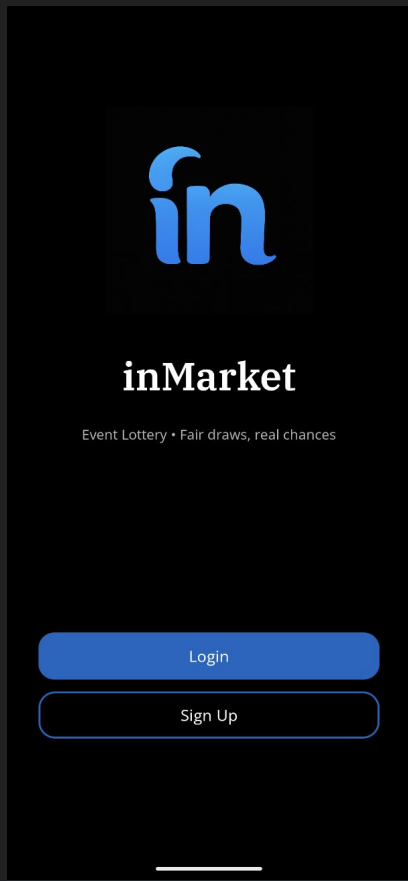 in
inMarket
Event Lottery • Fair draws, real chances
Login
Sign Up